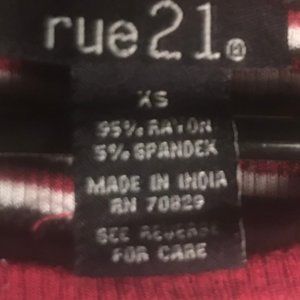 rue21®
XS
95% RAYON
5% SPANDEX
MADE IN INDIA
RN 70829
SEE REVERSE
FOR CARE